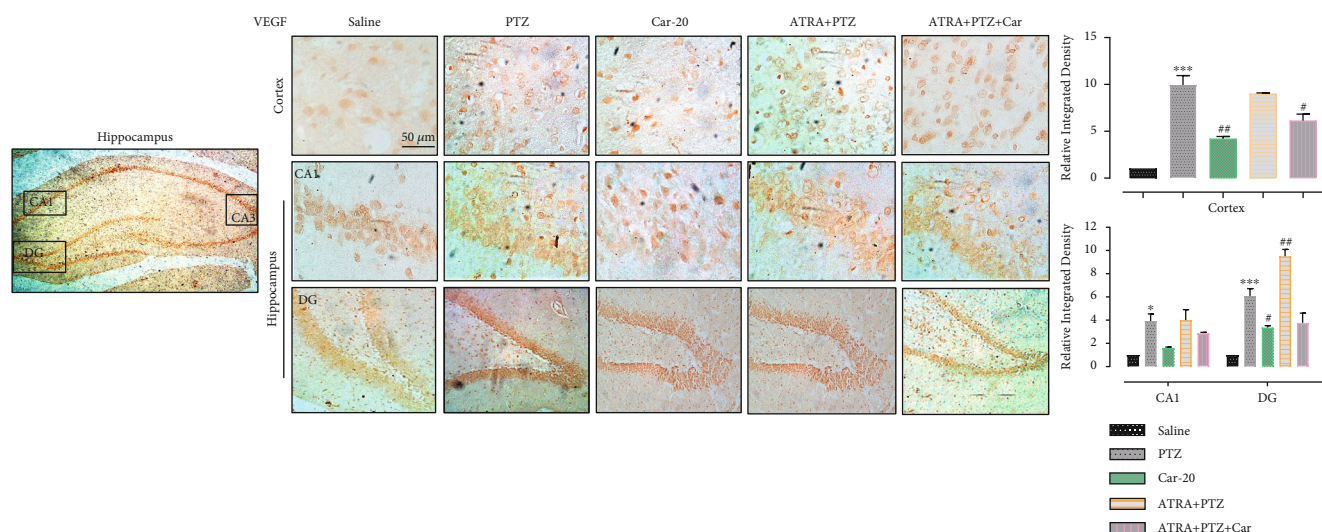 VEGF Saline PTZ Car-20 ATRA+PTZ ATRA+PTZ+Car
Cortex
50 μm
Hippocampus
CA1
CA3
DG
Hippocampus
CA1
DG
Relative Integrated Density
15
10
5
0
***
##
#
Cortex
Relative Integrated Density
12
10
8
6
4
2
0
*
***
#
##
CA1 DG
Saline
PTZ
Car-20
ATRA+PTZ
ATRA+PTZ+Car